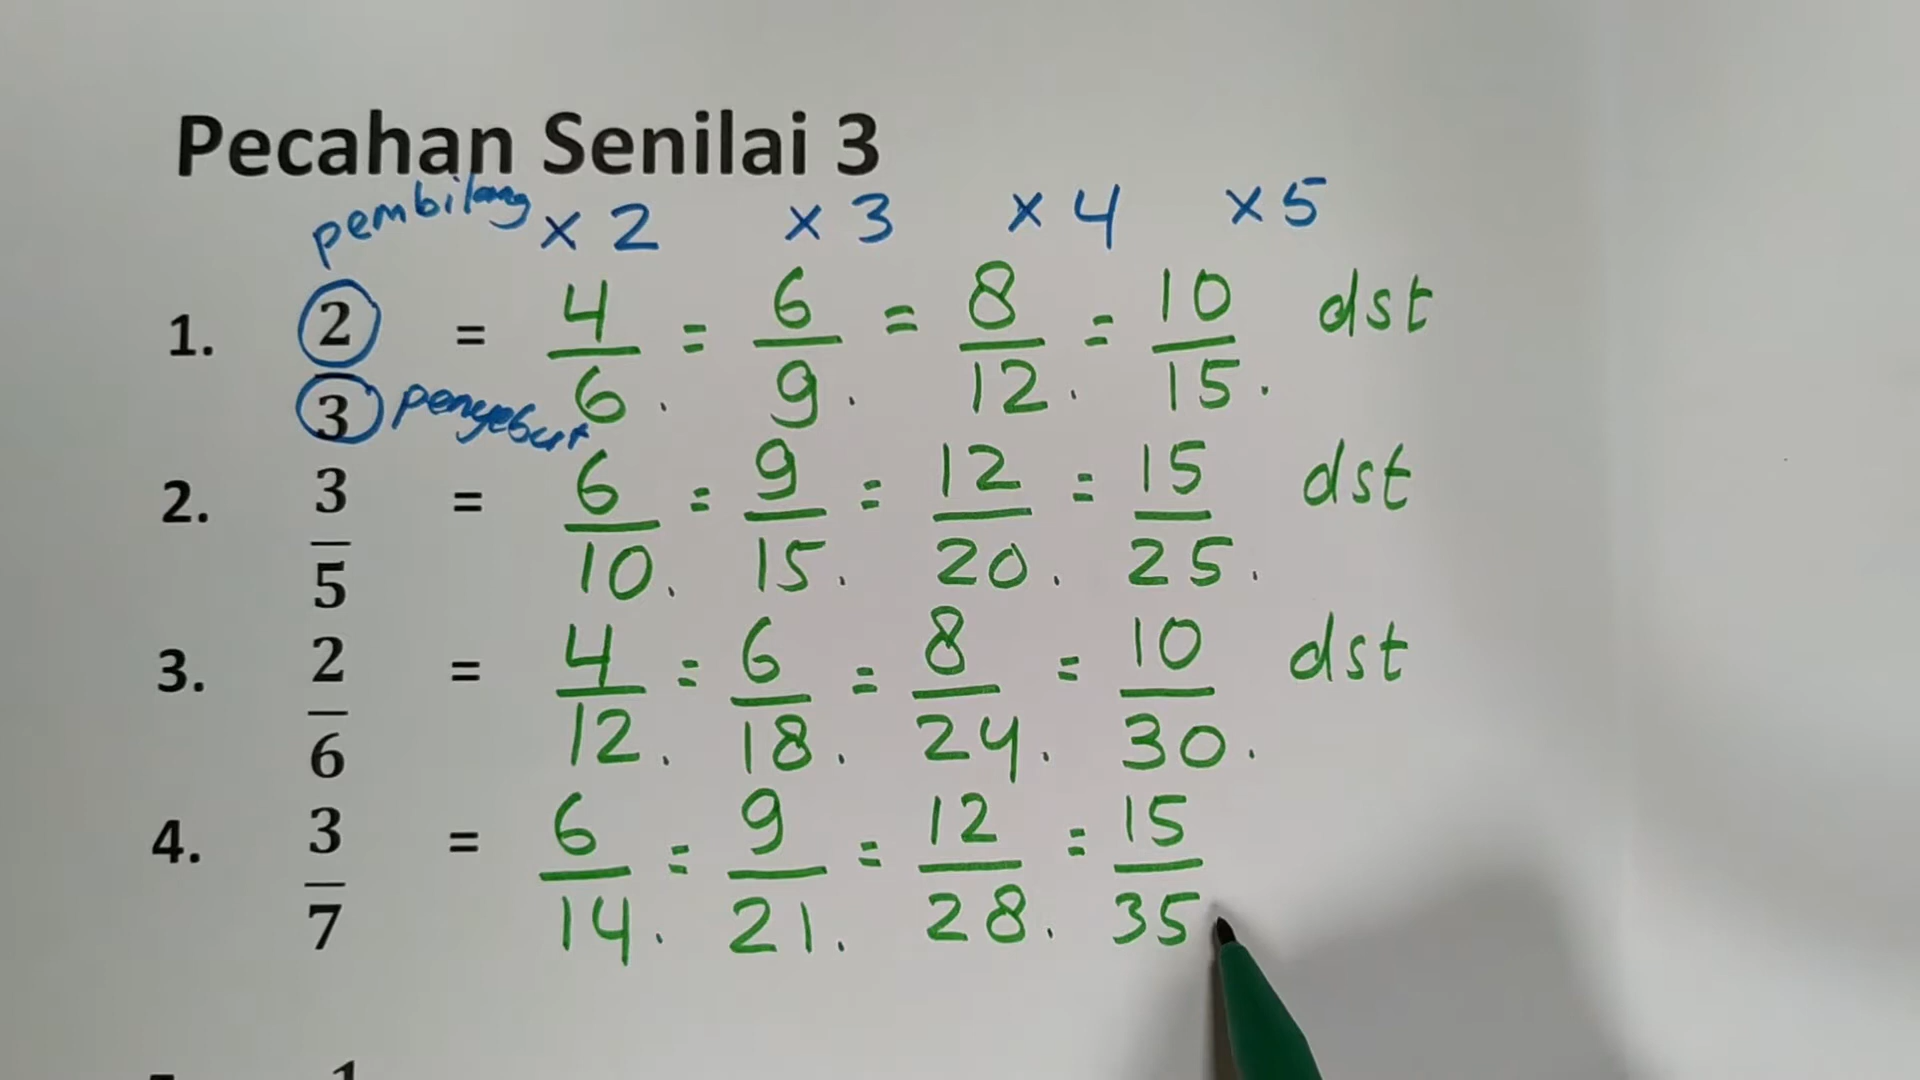 Pecahan Senilai 3
pembilang × 2 × 3 × 4 × 5
1. 2/3 = 4/6 . = 6/9 . = 8/12 . = 10/15 . dst
penyebut
2. 3/5 = 6/10 . = 9/15 . = 12/20 . = 15/25 . dst
3. 2/6 = 4/12 . = 6/18 . = 8/24 . = 10/30 . dst
4. 3/7 = 6/14 . = 9/21 . = 12/28 . = 15/35